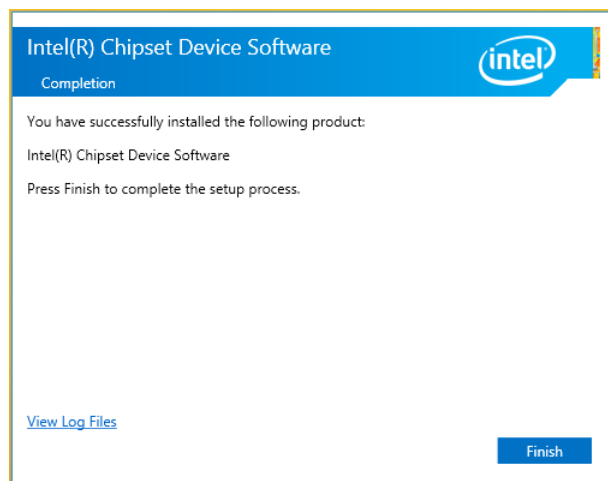 Intel(R) Chipset Device Software
intel
Completion
You have successfully installed the following product:
Intel(R) Chipset Device Software
Press Finish to complete the setup process.
View Log Files
Finish